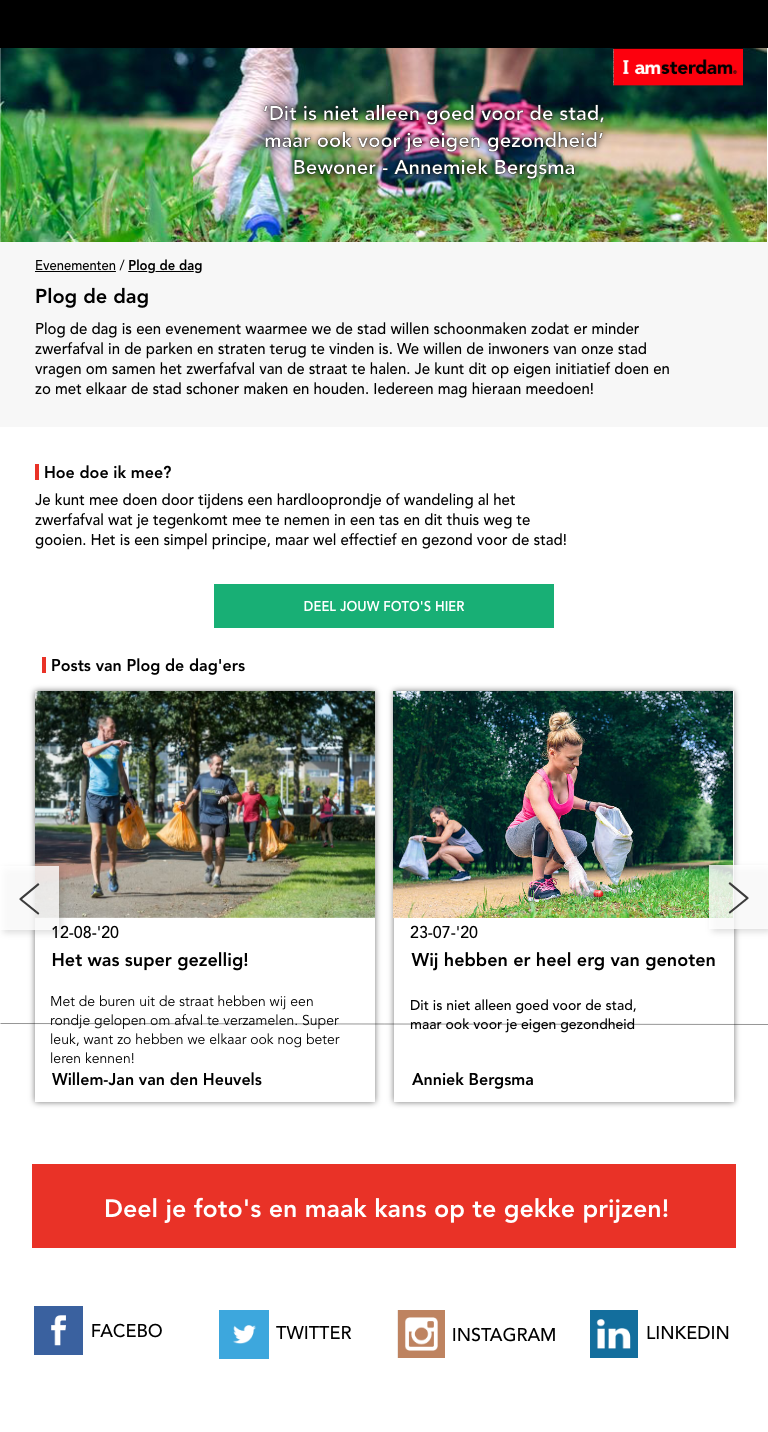 I amsterdam.
‘Dit is niet alleen goed voor de stad,
maar ook voor je eigen gezondheid’
Bewoner - Annemiek Bergsma
Evenementen / Plog de dag
Plog de dag
Plog de dag is een evenement waarmee we de stad willen schoonmaken zodat er minder
zwerfafval in de parken en straten terug te vinden is. We willen de inwoners van onze stad
vragen om samen het zwerfafval van de straat te halen. Je kunt dit op eigen initiatief doen en
zo met elkaar de stad schoner maken en houden. Iedereen mag hieraan meedoen!
Hoe doe ik mee?
Je kunt mee doen door tijdens een hardlooprondje of wandeling al het
zwerfafval wat je tegenkomt mee te nemen in een tas en dit thuis weg te
gooien. Het is een simpel principe, maar wel effectief en gezond voor de stad!
DEEL JOUW FOTO'S HIER
Posts van Plog de dag'ers
12-08-'20
Het was super gezellig!
Met de buren uit de straat hebben wij een
rondje gelopen om afval te verzamelen. Super
leuk, want zo hebben we elkaar ook nog beter
leren kennen!
Willem-Jan van den Heuvels
23-07-'20
Wij hebben er heel erg van genoten
Dit is niet alleen goed voor de stad,
maar ook voor je eigen gezondheid
Anniek Bergsma
Deel je foto's en maak kans op te gekke prijzen!
FACEBO
TWITTER
INSTAGRAM
LINKEDIN